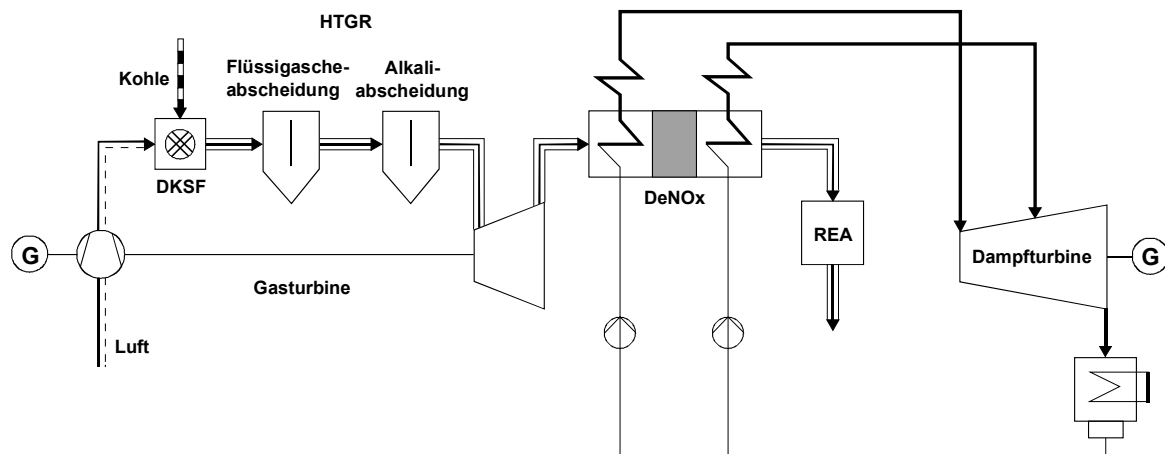 HTGR
Kohle
Flüssigasche-
abscheidung
Alkali-
abscheidung
DKSF
DeNOx
REA
G
Dampfturbine
G
Gasturbine
Luft